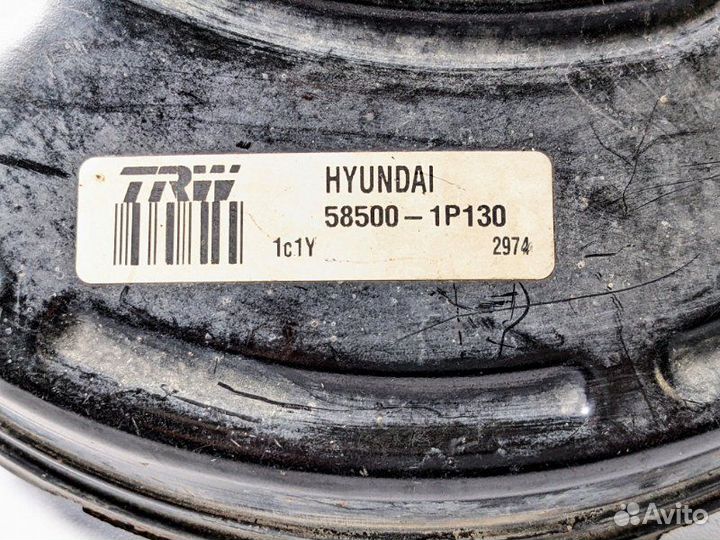 TRW
HYUNDAI
58500-1P130
1c1Y
2974
Avito